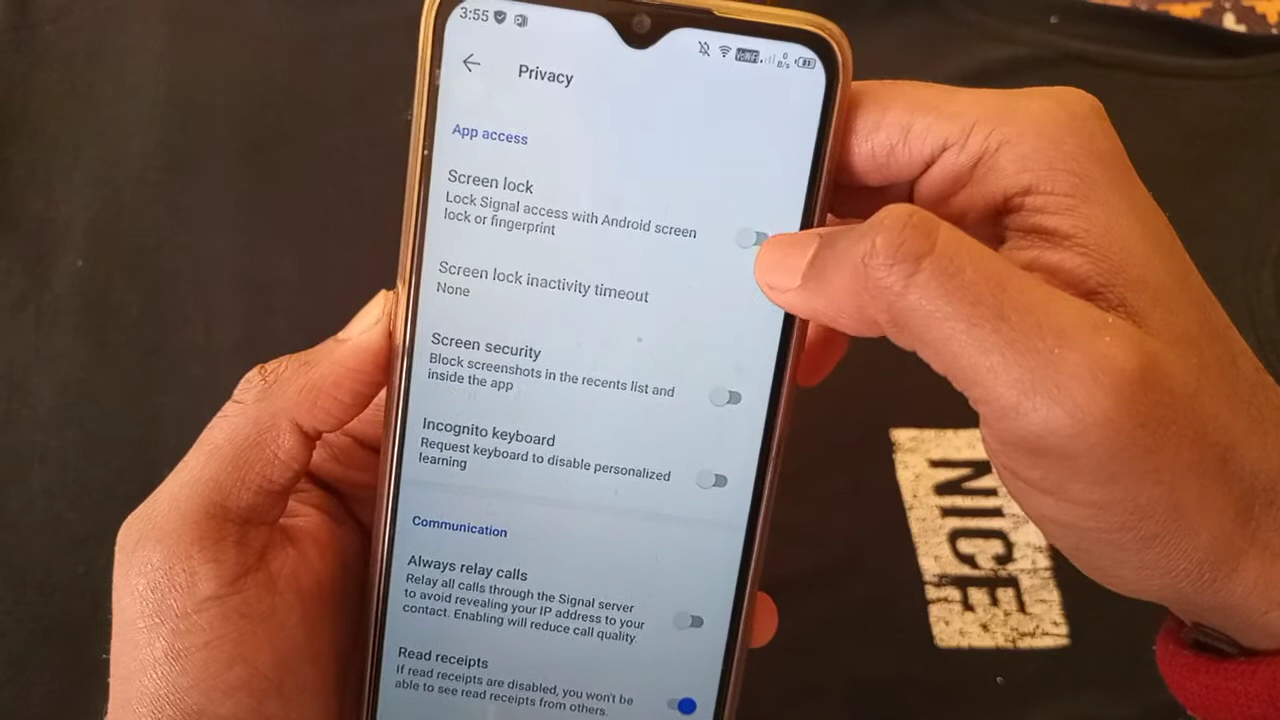 3:55
VoWiFi
0
B/s
81
Privacy
App access
Screen lock
Lock Signal access with Android screen
lock or fingerprint
Screen lock inactivity timeout
None
Screen security
Block screenshots in the recents list and
inside the app
Incognito keyboard
Request keyboard to disable personalized
learning
Communication
Always relay calls
Relay all calls through the Signal server
to avoid revealing your IP address to your
contact. Enabling will reduce call quality.
Read receipts
If read receipts are disabled, you won't be
able to see read receipts from others.
NICE